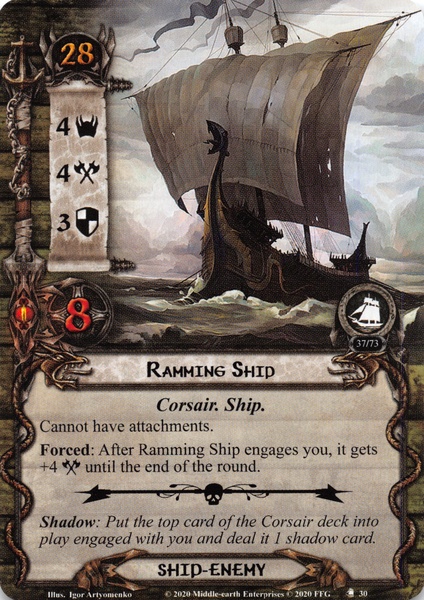 28
4
4
3
8
37/73
RAMMING SHIP
Corsair. Ship.
Cannot have attachments.
Forced: After Ramming Ship engages you, it gets
+4 until the end of the round.
Shadow: Put the top card of the Corsair deck into
play engaged with you and deal it 1 shadow card.
SHIP-ENEMY
Illus. Igor Artyomenko © 2020 Middle-earth Enterprises © 2020 FFG 30